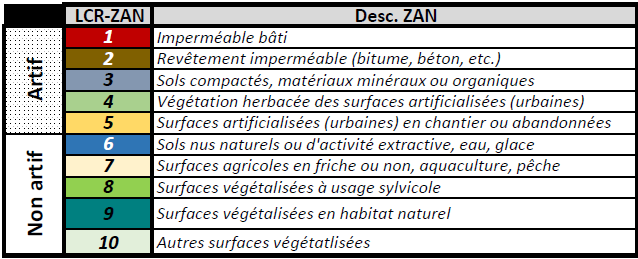 LCR-ZAN Desc. ZAN
Artif
1 Imperméable bâti
2 Revêtement imperméable (bitume, béton, etc.)
3 Sols compactés, matériaux minéraux ou organiques
4 Végétation herbacée des surfaces artificialisées (urbaines)
5 Surfaces artificialisées (urbaines) en chantier ou abandonnées
Non artif
6 Sols nus naturels ou d'activité extractive, eau, glace
7 Surfaces agricoles en friche ou non, aquaculture, pêche
8 Surfaces végétalisées à usage sylvicole
9 Surfaces végétalisées en habitat naturel
10 Autres surfaces végétatlisées